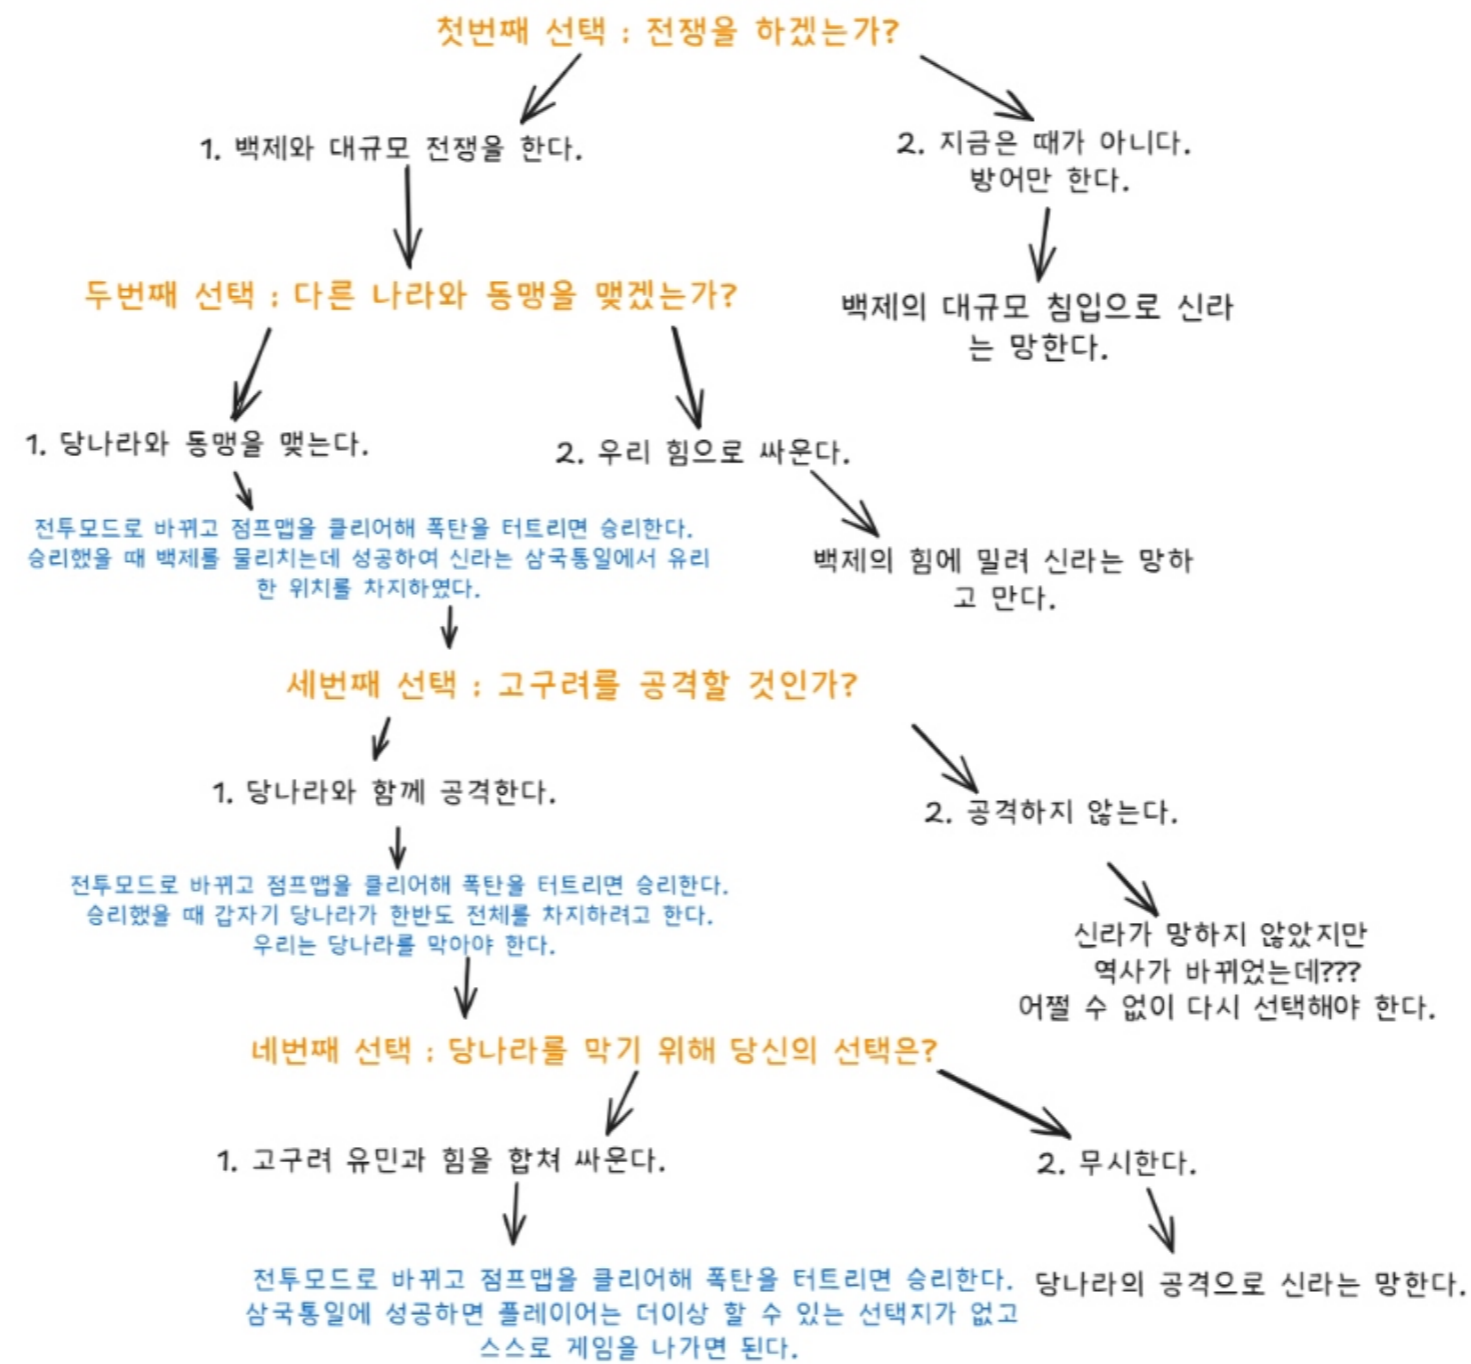 첫번째 선택 : 전쟁을 하겠는가?
1. 백제와 대규모 전쟁을 한다.
2. 지금은 때가 아니다.
방어만 한다.
두번째 선택 : 다른 나라와 동맹을 맺겠는가?
백제의 대규모 침입으로 신라
는 망한다.
1. 당나라와 동맹을 맺는다.
2. 우리 힘으로 싸운다.
전투모드로 바뀌고 점프맵을 클리어해 폭탄을 터트리면 승리한다.
승리했을 때 백제를 물리치는데 성공하여 신라는 삼국통일에서 유리
한 위치를 차지하였다.
백제의 힘에 밀려 신라는 망하
고 만다.
세번째 선택 : 고구려를 공격할 것인가?
1. 당나라와 함께 공격한다.
2. 공격하지 않는다.
전투모드로 바뀌고 점프맵을 클리어해 폭탄을 터트리면 승리한다.
승리했을 때 갑자기 당나라가 한반도 전체를 차지하려고 한다.
우리는 당나라를 막아야 한다.
신라가 망하지 않았지만
역사가 바뀌었는데???
어쩔 수 없이 다시 선택해야 한다.
네번째 선택 : 당나라를 막기 위해 당신의 선택은?
1. 고구려 유민과 힘을 합쳐 싸운다.
2. 무시한다.
전투모드로 바뀌고 점프맵을 클리어해 폭탄을 터트리면 승리한다.
삼국통일에 성공하면 플레이어는 더이상 할 수 있는 선택지가 없고
스스로 게임을 나가면 된다.
당나라의 공격으로 신라는 망한다.